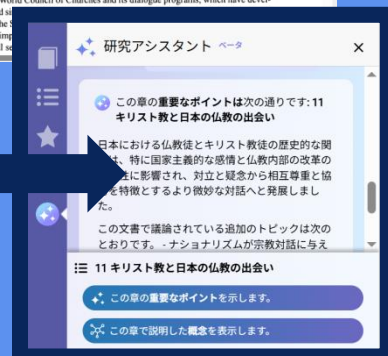 World Council of Churches and its dialogue programs, which have devel-
研究アシスタント ベータ
この章の重要なポイントは次の通りです: 11
キリスト教と日本の仏教の出会い
日本における仏教徒とキリスト教徒の歴史的な関
は、特に国家主義的な感情と仏教内部の改革の
性に影響され、対立と疑念から相互尊重と協
を特徴とするより微妙な対話へと発展しまし
た。
この文書で議論されている追加のトピックは次の
とおりです。 - ナショナリズムが宗教対話に与え
11 キリスト教と日本の仏教の出会い
この章の重要なポイントを示します。
この章で説明した概念を表示します。